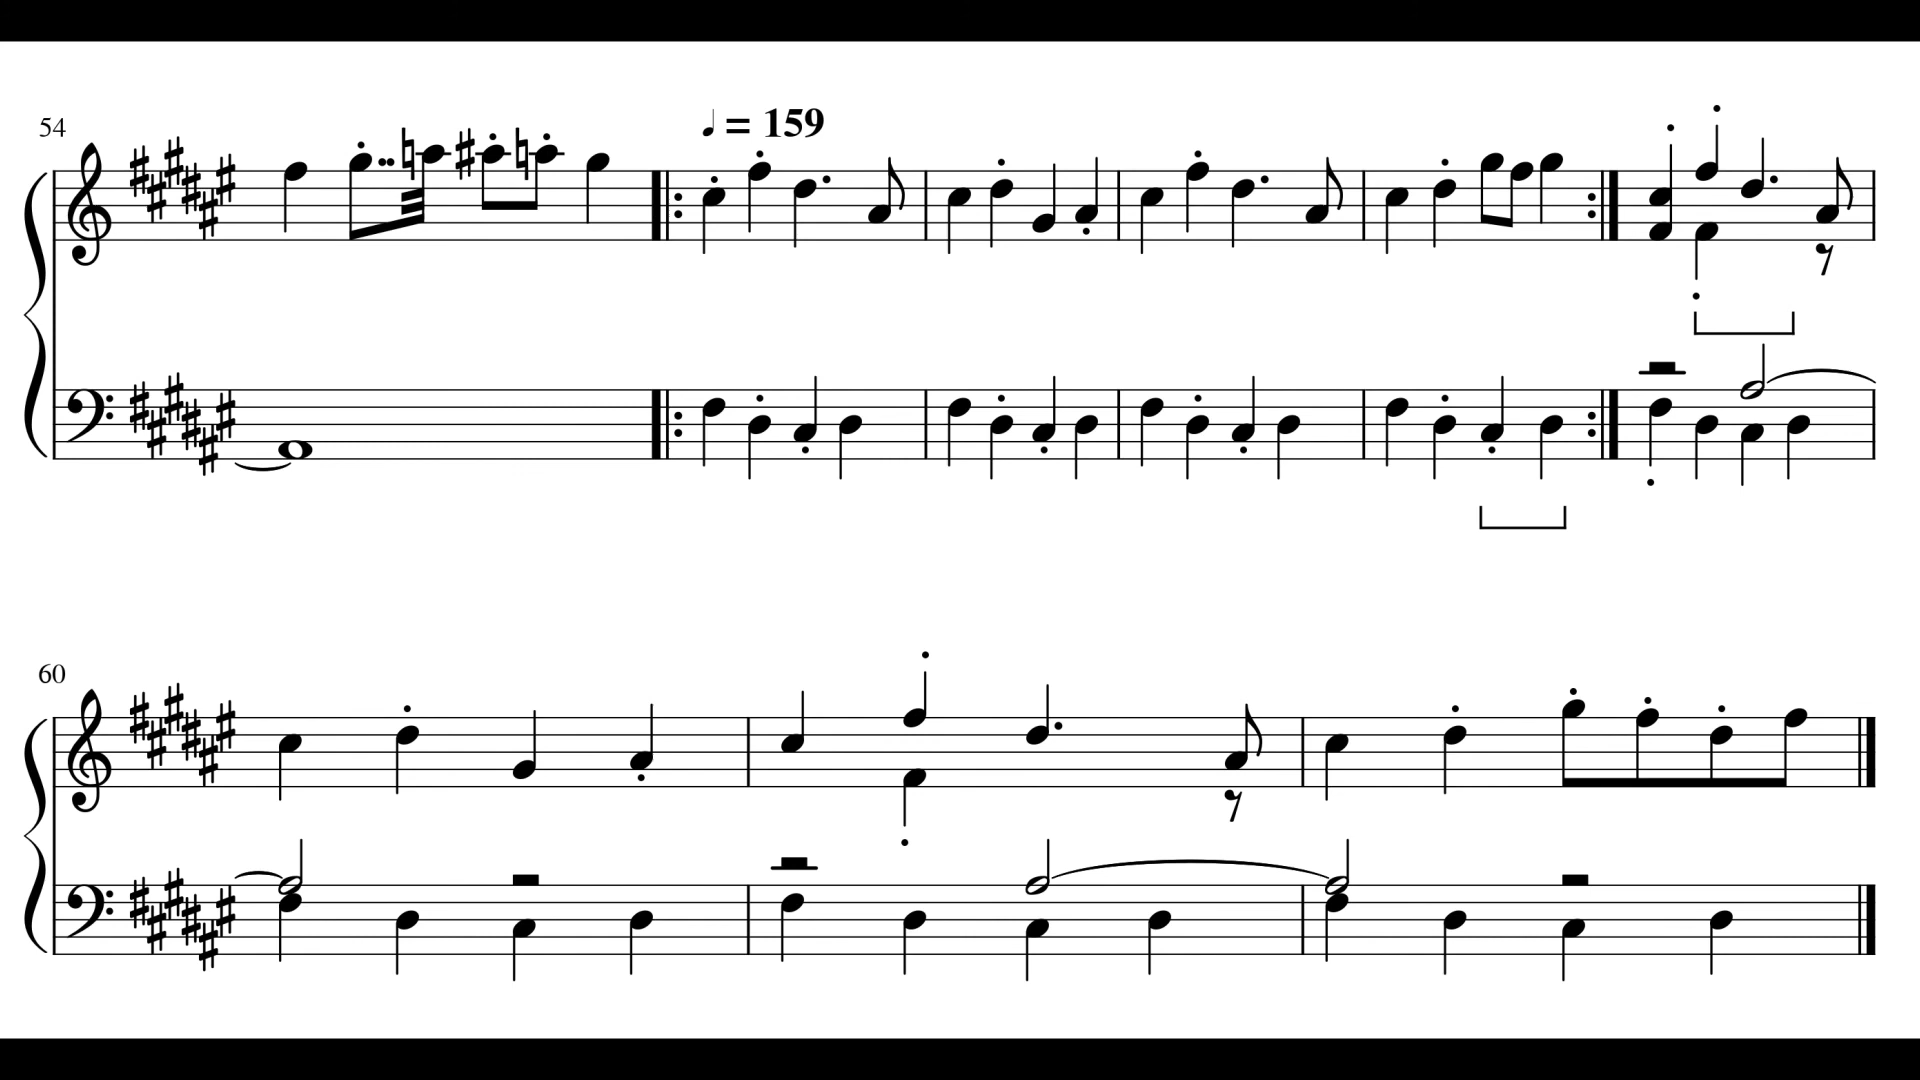 54
♩ = 159
60